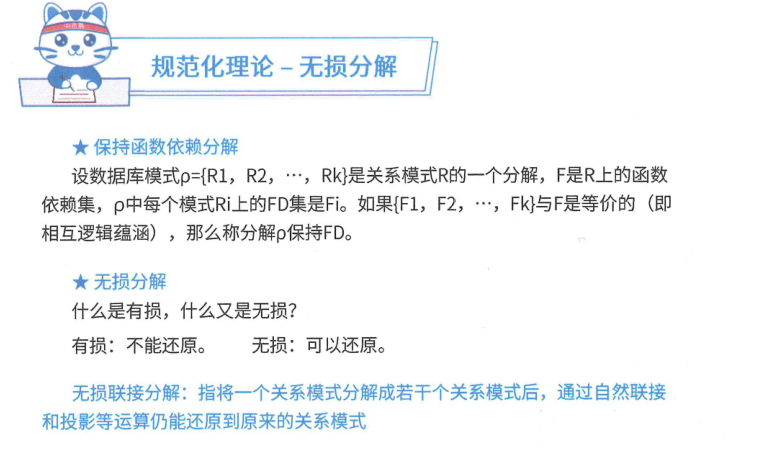 规范化理论 – 无损分解
★ 保持函数依赖分解
设数据库模式ρ={R1，R2，…，Rk}是关系模式R的一个分解，F是R上的函数
依赖集，ρ中每个模式Ri上的FD集是Fi。如果{F1，F2，…，Fk}与F是等价的（即
相互逻辑蕴涵），那么称分解ρ保持FD。
★ 无损分解
什么是有损，什么又是无损？
有损：不能还原。 无损：可以还原。
无损联接分解：指将一个关系模式分解成若干个关系模式后，通过自然联接
和投影等运算仍能还原到原来的关系模式